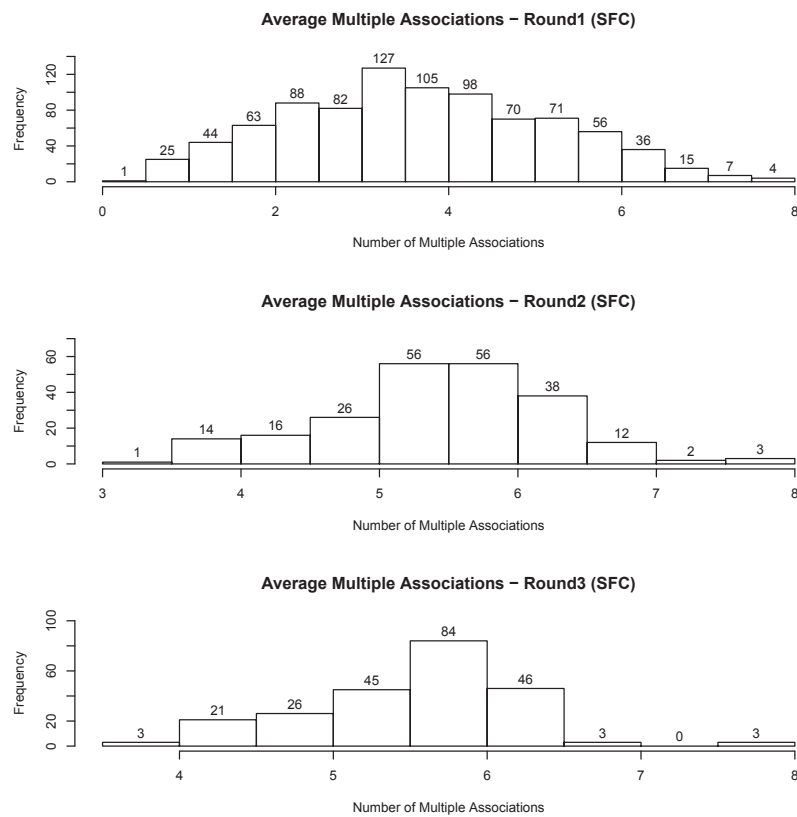 Average Multiple Associations − Round1 (SFC)
Frequency
0 40 80 120
1 25 44 63 88 82 127 105 98 70 71 56 36 15 7 4
0 2 4 6 8
Number of Multiple Associations
Average Multiple Associations − Round2 (SFC)
Frequency
0 20 40 60
1 14 16 26 56 56 38 12 2 3
3 4 5 6 7 8
Number of Multiple Associations
Average Multiple Associations − Round3 (SFC)
Frequency
0 20 60 100
3 21 26 45 84 46 3 0 3
4 5 6 7 8
Number of Multiple Associations